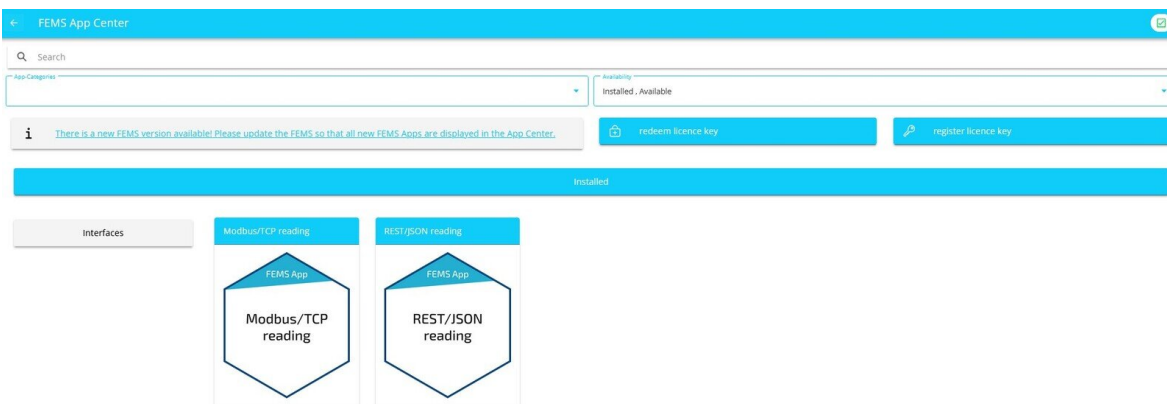 FEMS App Center
Search
App-Categories
Availability
Installed , Available
There is a new FEMS version available! Please update the FEMS so that all new FEMS Apps are displayed in the App Center.
redeem licence key
register licence key
Installed
Interfaces
Modbus/TCP reading
REST/JSON reading
FEMS App
Modbus/TCP
reading
FEMS App
REST/JSON
reading